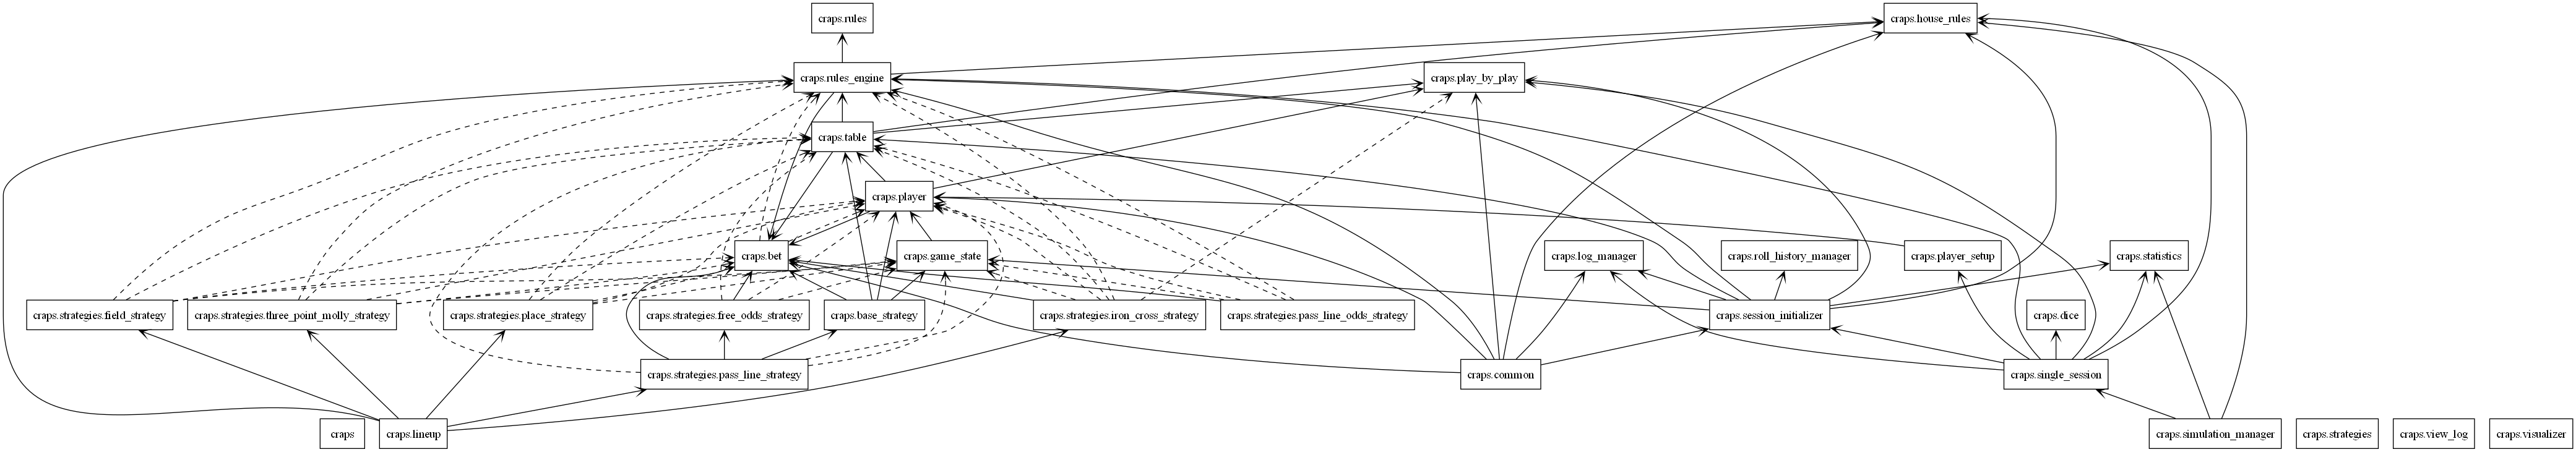 craps.rules
craps.house_rules
craps.rules_engine
craps.play_by_play
craps.table
craps.player
craps.bet
craps.game_state
craps.log_manager
craps.roll_history_manager
craps.player_setup
craps.statistics
craps.strategies.field_strategy
craps.strategies.three_point_molly_strategy
craps.strategies.place_strategy
craps.strategies.free_odds_strategy
craps.base_strategy
craps.strategies.iron_cross_strategy
craps.strategies.pass_line_odds_strategy
craps.session_initializer
craps.dice
craps.strategies.pass_line_strategy
craps.common
craps.single_session
craps
craps.lineup
craps.simulation_manager
craps.strategies
craps.view_log
craps.visualizer